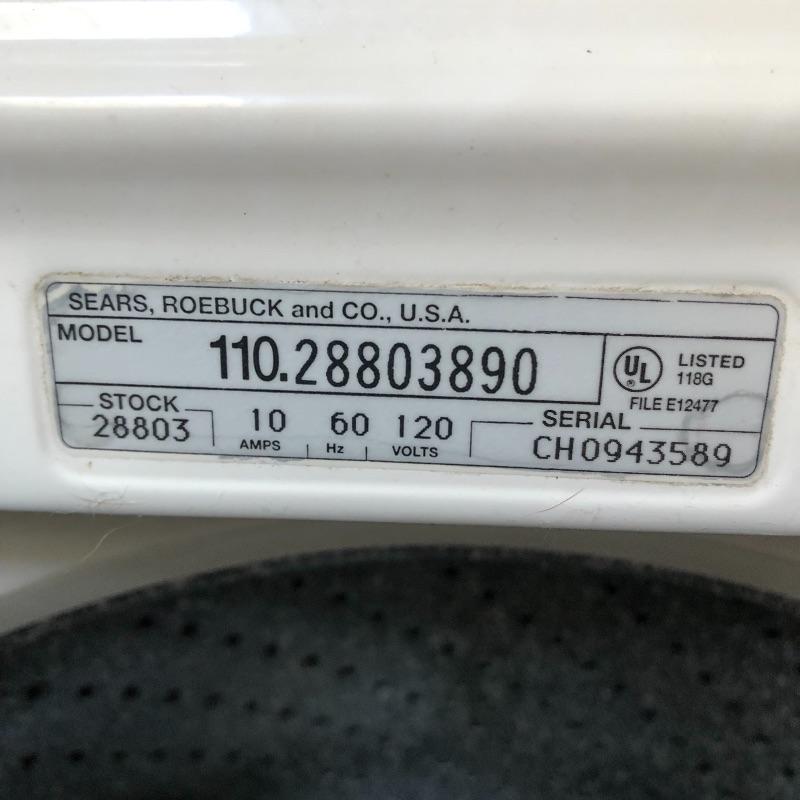 SEARS, ROEBUCK and CO., U.S.A.
MODEL 110.28803890
UL ® LISTED
118G
FILE E12477
STOCK
28803
10 60 120
AMPS Hz VOLTS
SERIAL
CH0943589